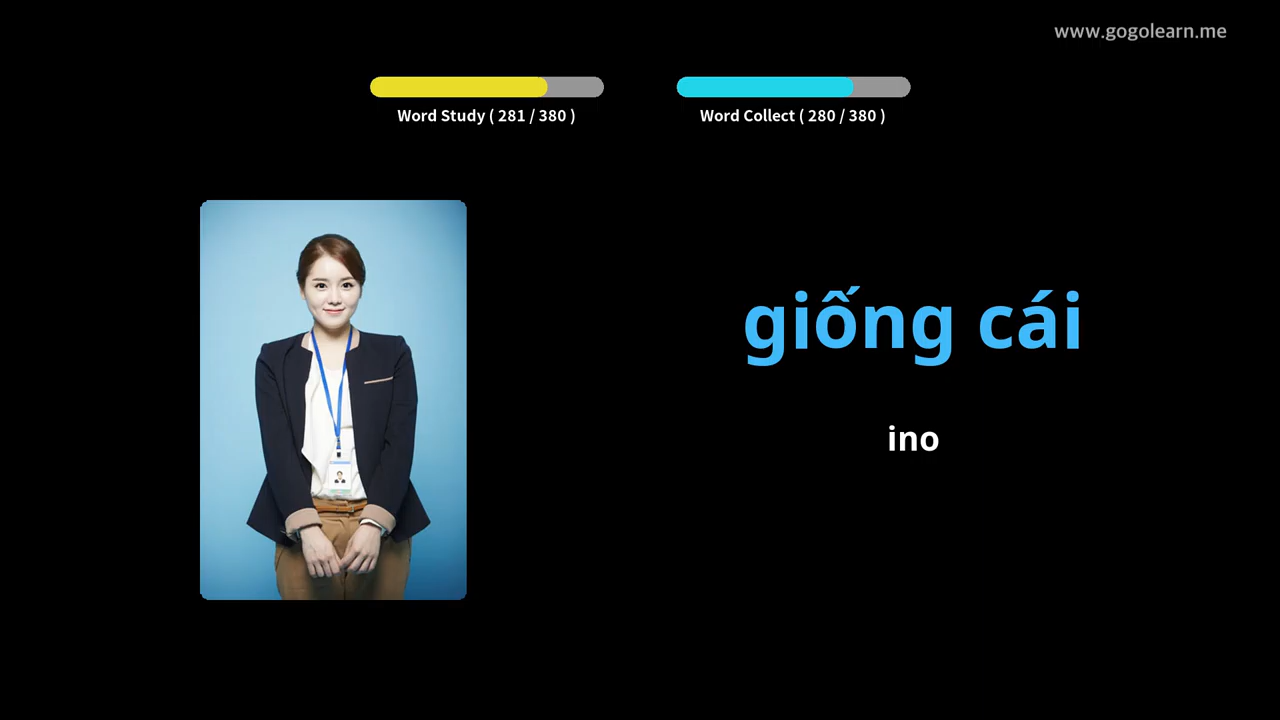 www.gogolearn.me
Word Study ( 281 / 380 )
Word Collect ( 280 / 380 )
giống cái
ino